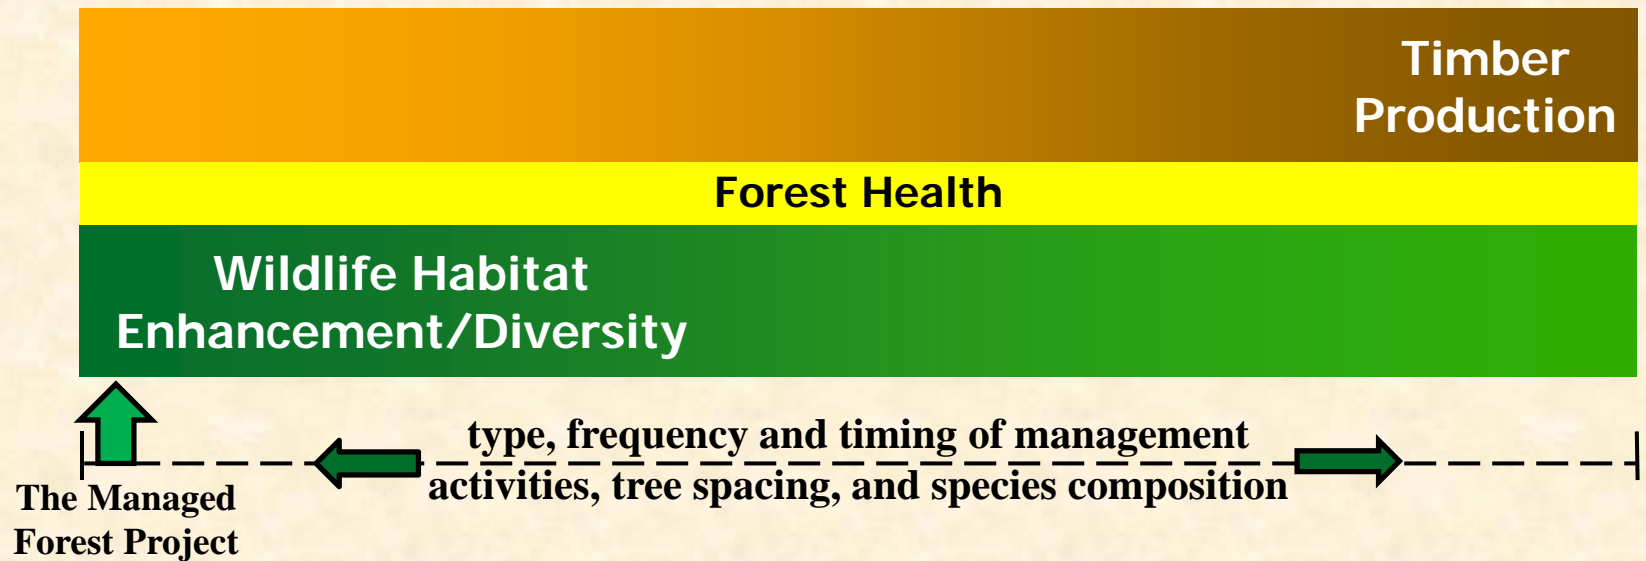 Timber
Production
Forest Health
Wildlife Habitat
Enhancement/Diversity
type, frequency and timing of management
activities, tree spacing, and species composition
The Managed
Forest Project